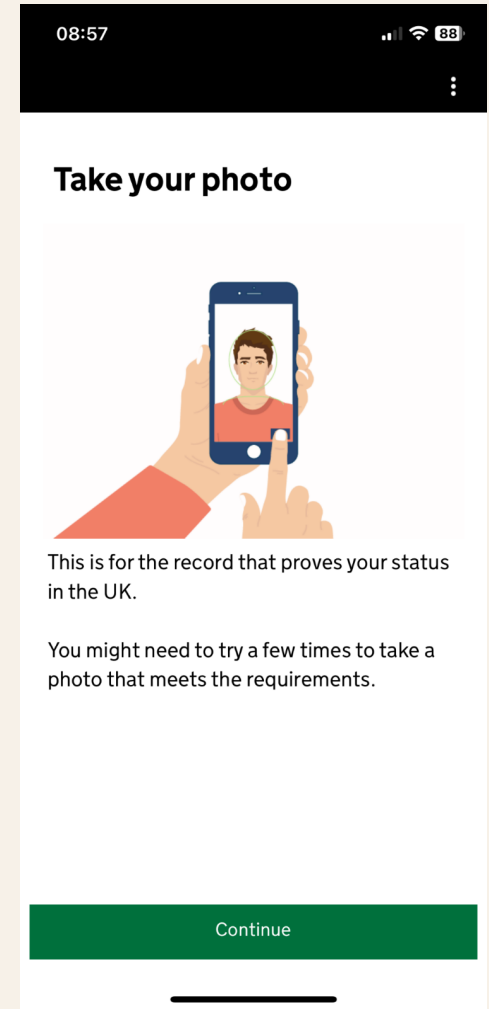 08:57
88
Take your photo
This is for the record that proves your status
in the UK.
You might need to try a few times to take a
photo that meets the requirements.
Continue